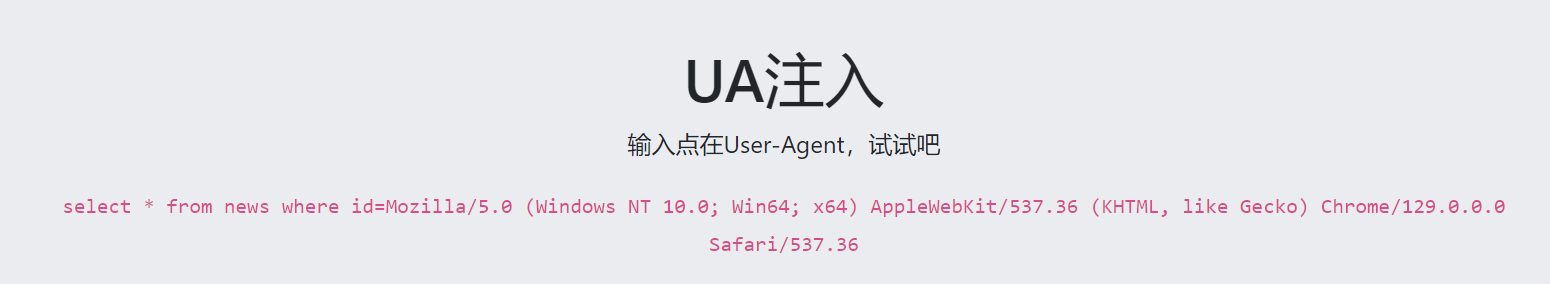 UA注入
输入点在User-Agent，试试吧
select * from news where id=Mozilla/5.0 (Windows NT 10.0; Win64; x64) AppleWebKit/537.36 (KHTML, like Gecko) Chrome/129.0.0.0
Safari/537.36